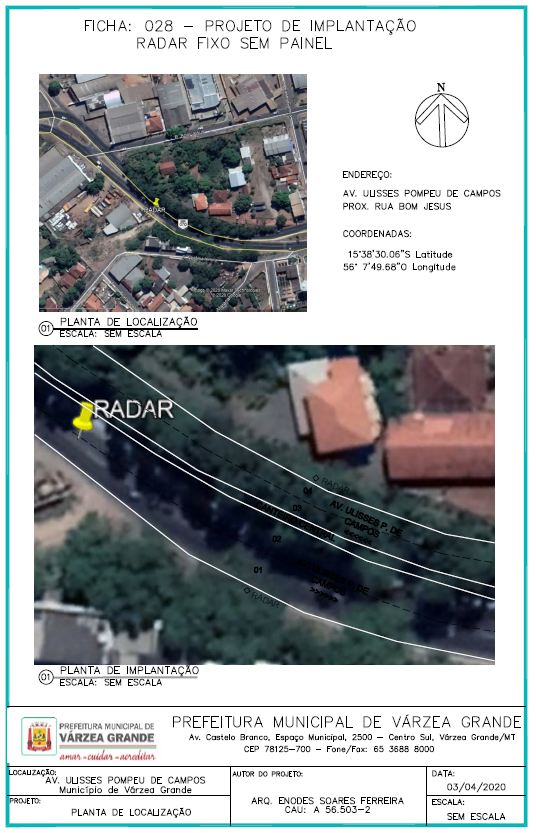 FICHA: 028 - PROJETO DE IMPLANTAÇÃO
RADAR FIXO SEM PAINEL
N
ENDEREÇO:
AV. ULISSES POMPEU DE CAMPOS
PROX. RUA BOM JESUS
COORDENADAS:
15°38'30.06"S Latitude
56° 7'49.68"O Longitude
RADAR
01 PLANTA DE LOCALIZAÇÃO
ESCALA: SEM ESCALA
RADAR
RADAR
04
03
AV. ULISSES P. DE
CAMPOS
<<<<<<
CANTEIRO CENTRAL
02
01
DE
CAMPOS
>>>>>>
RADAR
01 PLANTA DE IMPLANTAÇÃO
ESCALA: SEM ESCALA
PREFEITURA MUNICIPAL DE
VÁRZEA GRANDE
amar - cuidar - acreditar
PREFEITURA MUNICIPAL DE VÁRZEA GRANDE
Av. Castelo Branco, Espaço Municipal, 2500 - Centro Sul, Várzea Grande/MT
CEP 78125-700 - Fone/Fax: 65 3688 8000
LOCALIZAÇÃO:
AV. ULISSES POMPEU DE CAMPOS
Município de Várzea Grande
PROJETO:
PLANTA DE LOCALIZAÇÃO
AUTOR DO PROJETO:
ARQ. ENODES SOARES FERREIRA
CAU: A 56.503-2
DATA:
03/04/2020
ESCALA:
SEM ESCALA